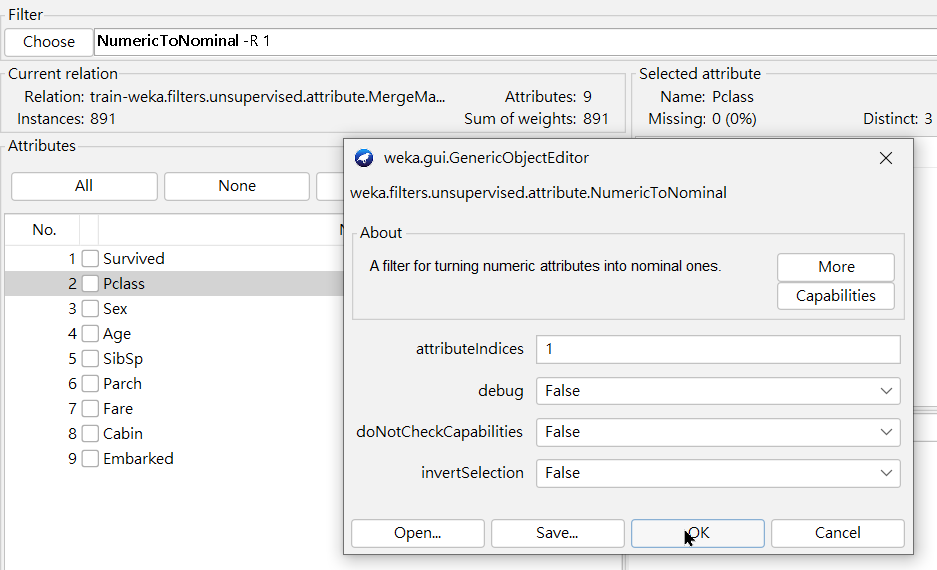 Filter
Choose NumericToNominal -R 1
Current relation
Relation: train-weka.filters.unsupervised.attribute.MergeMa... Attributes: 9
Instances: 891 Sum of weights: 891
Selected attribute
Name: Pclass
Missing: 0 (0%) Distinct: 3
Attributes
All None
No.
1 Survived
2 Pclass
3 Sex
4 Age
5 SibSp
6 Parch
7 Fare
8 Cabin
9 Embarked
weka.gui.GenericObjectEditor
weka.filters.unsupervised.attribute.NumericToNominal
About
A filter for turning numeric attributes into nominal ones.
More
Capabilities
attributeIndices 1
debug False
doNotCheckCapabilities False
invertSelection False
Open... Save... OK Cancel